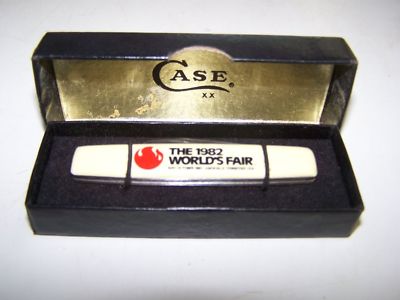 CASE
XX
THE 1982
WORLD'S FAIR